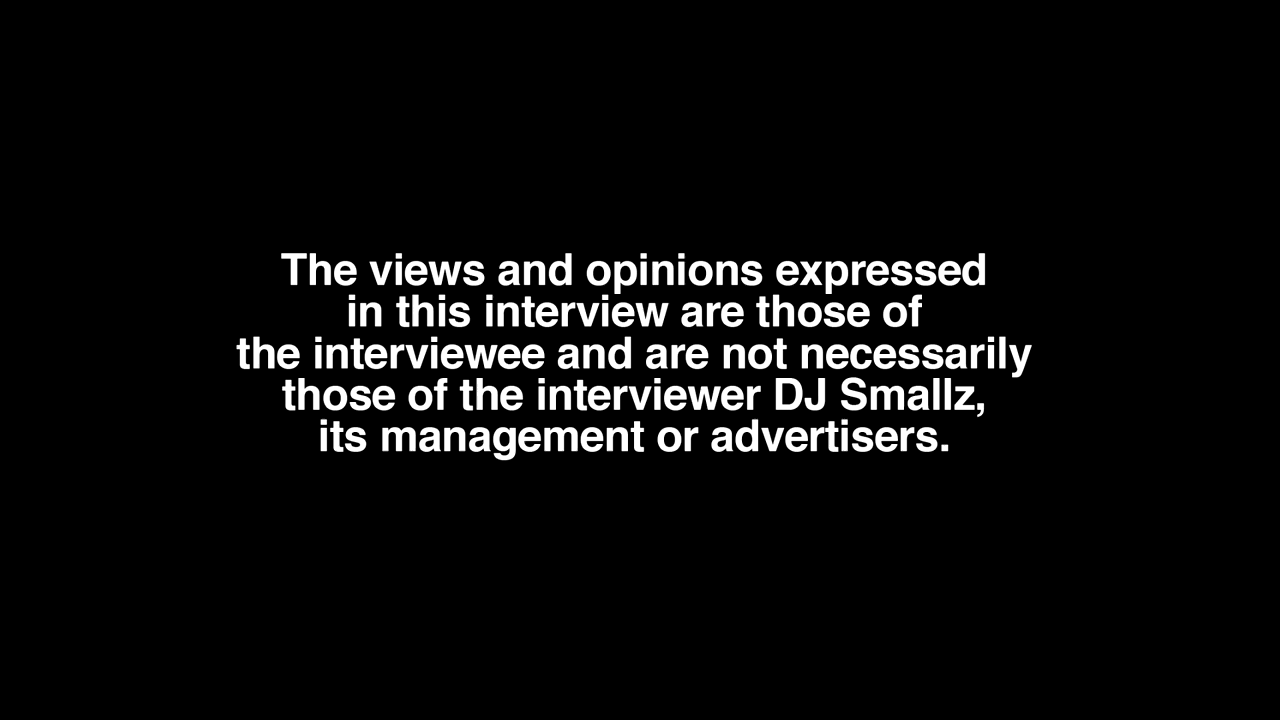 The views and opinions expressed
in this interview are those of
the interviewee and are not necessarily
those of the interviewer DJ Smallz,
its management or advertisers.